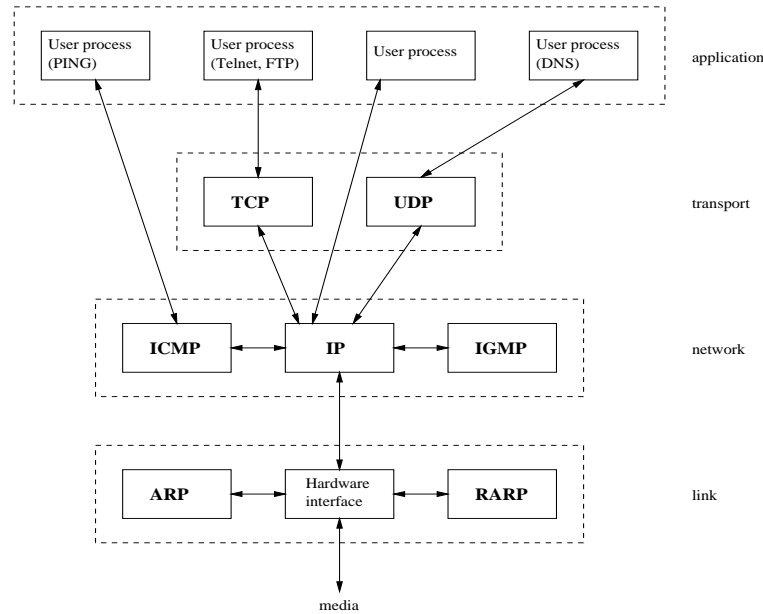 User process
(PING)
User process
(Telnet, FTP)
User process
User process
(DNS)
application
TCP
UDP
transport
ICMP
IP
IGMP
network
ARP
Hardware
interface
RARP
link
media